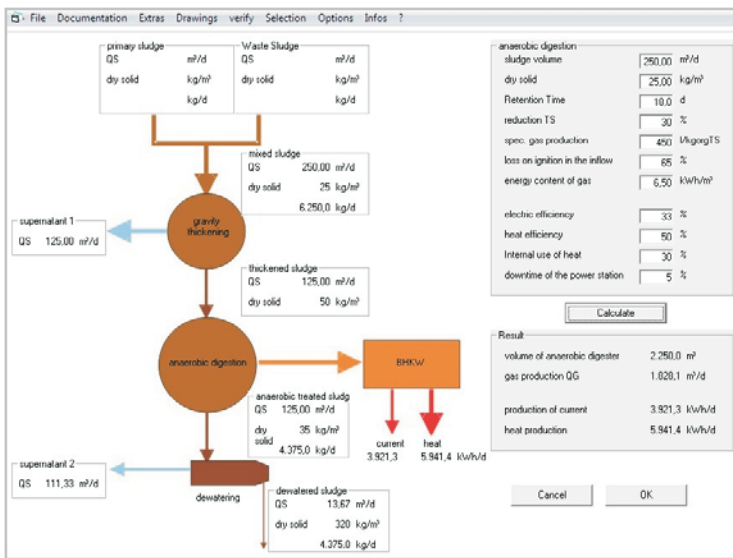 File Documentation Extras Drawings verify Selection Options Infos ?
primary sludge
QS m³/d
dry solid kg/m³
kg/d
Waste Sludge
QS m³/d
dry solid kg/m³
kg/d
mixed sludge
QS 250,00 m³/d
dry solid 25 kg/m³
6.250,0 kg/d
gravity
thickening
supernatant 1
QS 125,00 m³/d
thickened sludge
QS 125,00 m³/d
dry solid 50 kg/m³
anaerobic digestion
BHKW
anaerobic treated sludg
QS 125,00 m³/d
dry 35 kg/m³
solid
4.375,0 kg/d
current heat
3.921,3 5.941,4 kWh/d
supernatant 2
QS 111,33 m³/d
dewatering
dewatered sludge
QS 13,67 m³/d
dry solid 320 kg/m³
4.375,0 kg/d
anaerobic digestion
sludge volume 250,00 m³/d
dry solid 25,00 kg/m³
Retention Time 18,0 d
reduction TS 30 %
spec. gas production 450 l/kgorgTS
loss on ignition in the inflow 65 %
energy content of gas 6,50 kWh/m³
electric efficiency 33 %
heat efficiency 50 %
Internal use of heat 30 %
downtime of the power station 5 %
Calculate
Result
volume of anaerobic digester 2.250,0 m³
gas production QG 1.828,1 m³/d
production of current 3.921,3 kWh/d
heat production 5.941,4 kWh/d
Cancel OK